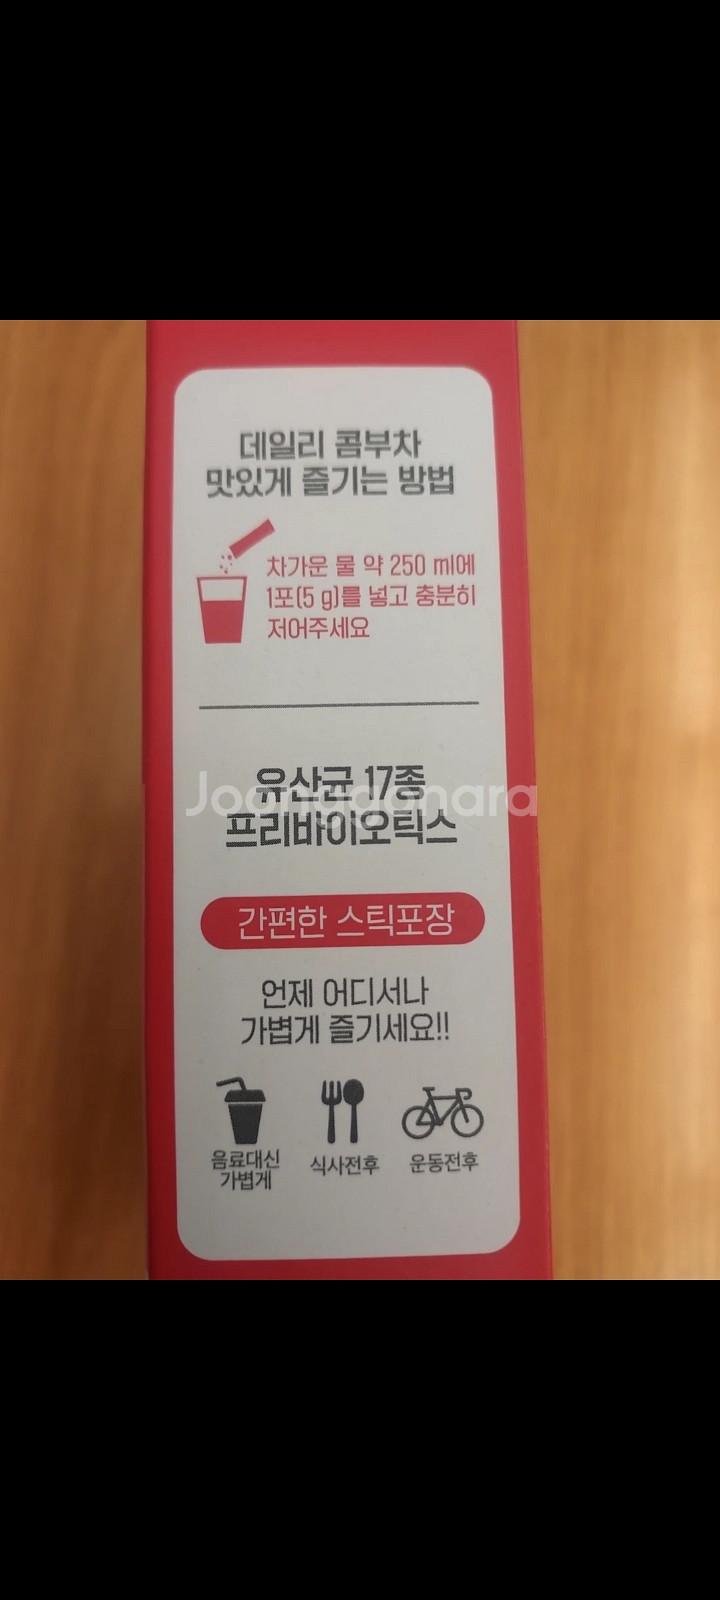 데일리 콤부차
맛있게 즐기는 방법
차가운 물 약 250 ml에
1포(5 g)를 넣고 충분히
저어주세요
유산균 17종
Joonggonara
프리바이오틱스
간편한 스틱포장
언제 어디서나
가볍게 즐기세요!!
음료대신
가볍게
식사전후
운동전후